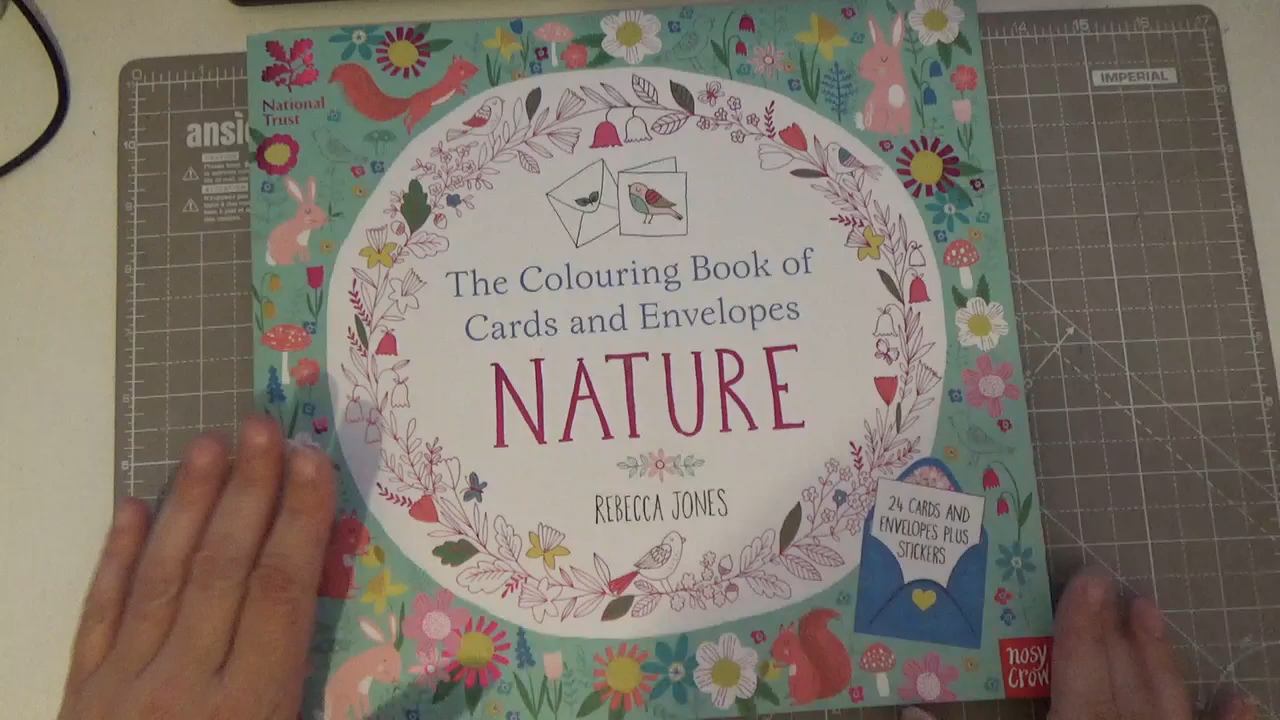 IMPERIAL
National
Trust
The Colouring Book of
Cards and Envelopes
NATURE
REBECCA JONES
24 CARDS AND
ENVELOPES PLUS
STICKERS
nosy
crow